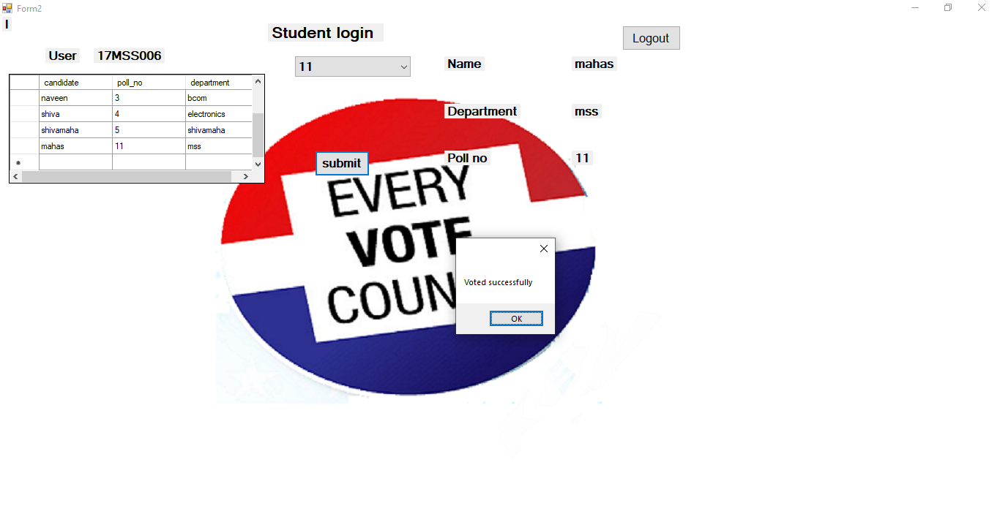 Form2
I
Student login
Logout
User 17MSS006
11
Name mahas
candidate poll_no department
naveen 3 bcom
shiva 4 electronics
shivamaha 5 shivamaha
mahas 11 mss
*
Department mss
submit
Poll no 11
EVERY
VOTE
COUN
Voted successfully
OK